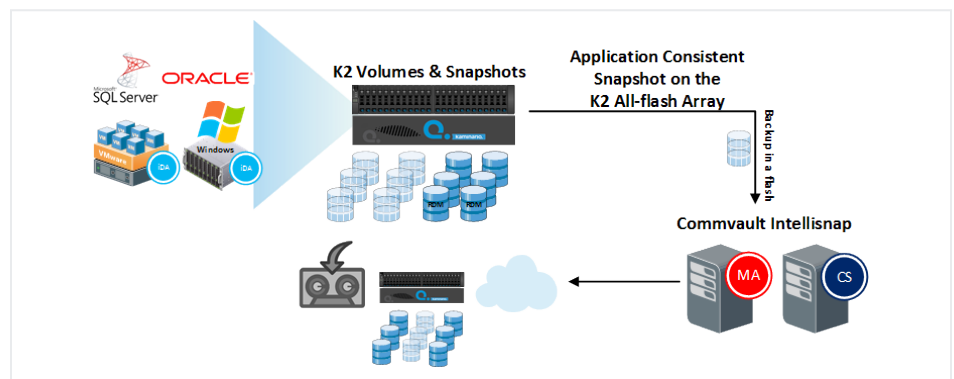 Microsoft
SQL Server
ORACLE
VMware
iDA
Windows
iDA
K2 Volumes & Snapshots
kaminario.
RDM
RDM
Application Consistent
Snapshot on the
K2 All-flash Array
Backup in a flash
Commvault Intellisnap
MA
CS